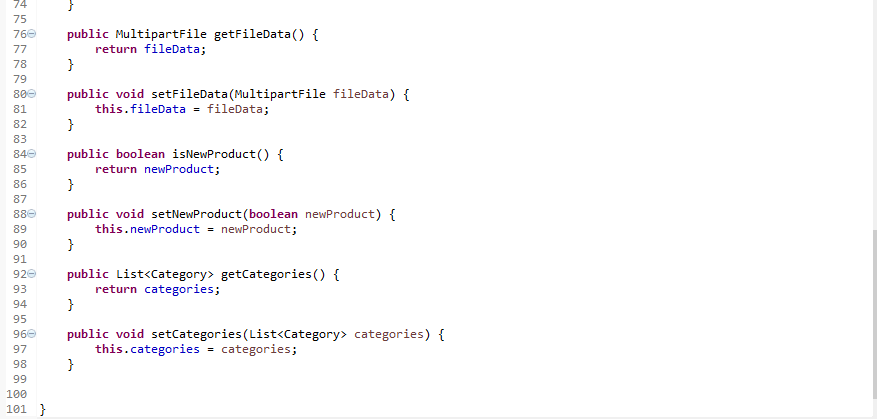 74     }
75
76     public MultipartFile getFileData() {
77         return fileData;
78     }
79
80     public void setFileData(MultipartFile fileData) {
81         this.fileData = fileData;
82     }
83
84     public boolean isNewProduct() {
85         return newProduct;
86     }
87
88     public void setNewProduct(boolean newProduct) {
89         this.newProduct = newProduct;
90     }
91
92     public List<Category> getCategories() {
93         return categories;
94     }
95
96     public void setCategories(List<Category> categories) {
97         this.categories = categories;
98     }
99
100
101 }